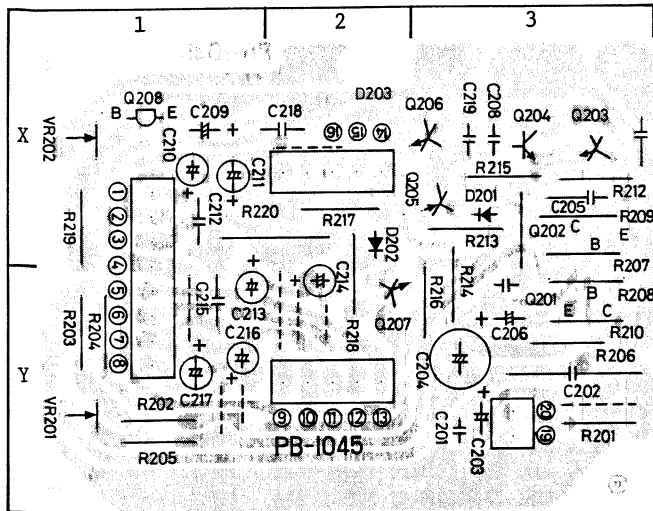 1 2 3
X
Y
Q208
B E
C209
C218
D203
Q206
C219
C208
Q204
Q203
VR202
C210
⑯ ⑮ ⑭
C211
R215
R212
①
②
③
④
⑤
⑥
⑦
⑧
C212
R220
R217
Q205
D201
C205
R209
R219
R213
Q202
C
B
E
R207
D202
C215
C213
C214
R216
R214
Q201
B
R208
E
C
R210
R203
R204
C216
R218
Q207
C206
R206
C204
C217
C202
VR201
R202
⑨ ⑩ ⑪ ⑫ ⑬
C201
C203
⑳
⑲
R201
R205
PB-1045